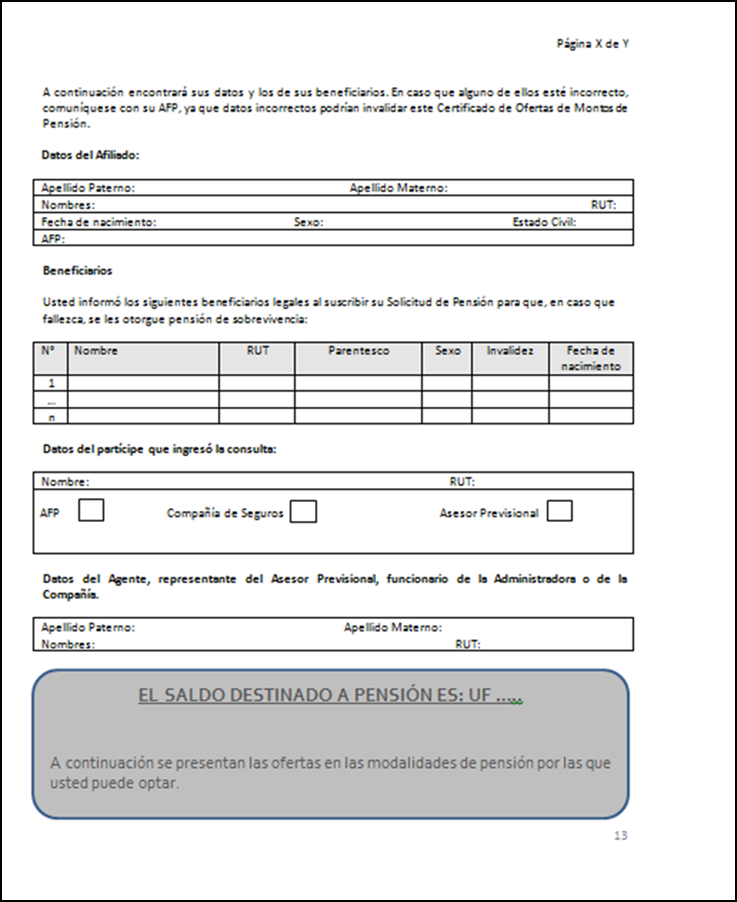 Página X de Y
A continuación encontrará sus datos y los de sus beneficiarios. En caso que alguno de ellos esté incorrecto,
comuníquese con su AFP, ya que datos incorrectos podrían invalidar este Certificado de Ofertas de Montos de
Pensión.
Datos del Afiliado:
Apellido Paterno: Apellido Materno:
Nombres: RUT:
Fecha de nacimiento: Sexo: Estado Civil:
AFP:
Beneficiarios
Usted informó los siguientes beneficiarios legales al suscribir su Solicitud de Pensión para que, en caso que
fallezca, se les otorgue pensión de sobrevivencia:
N° Nombre RUT Parentesco Sexo Invalidez Fecha de
nacimiento
1
...
n
Datos del partícipe que ingresó la consulta:
Nombre: RUT:
AFP Compañía de Seguros Asesor Previsional
Datos del Agente, representante del Asesor Previsional, funcionario de la Administradora o de la
Compañía.
Apellido Paterno: Apellido Materno:
Nombres: RUT:
EL SALDO DESTINADO A PENSIÓN ES: UF .....
A continuación se presentan las ofertas en las modalidades de pensión por las que
usted puede optar.
13